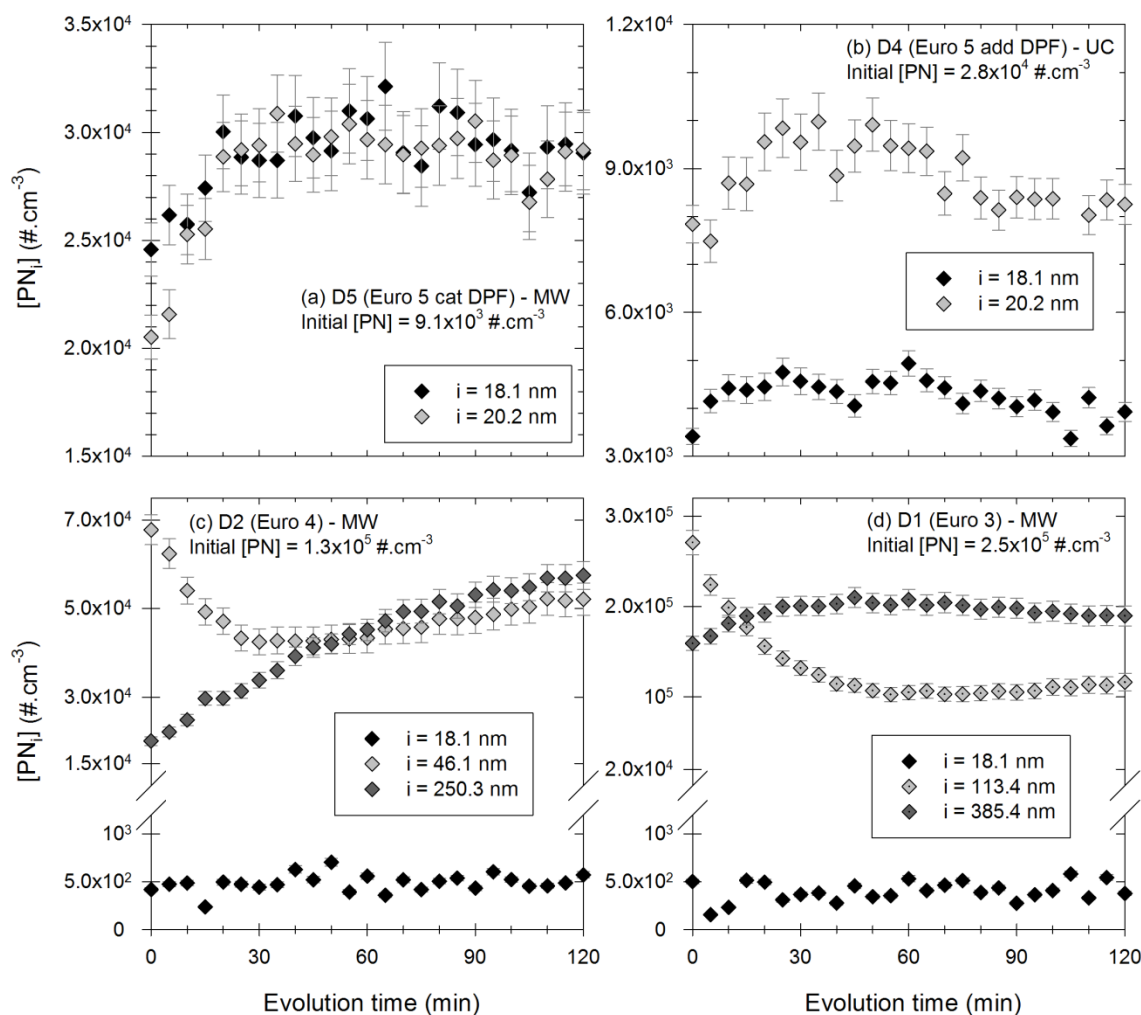 3.5x10⁴
3.0x10⁴
2.5x10⁴
2.0x10⁴
1.5x10⁴
[PNᵢ] (#.cm⁻³)
(a) D5 (Euro 5 cat DPF) - MW
Initial [PN] = 9.1x10³ #.cm⁻³
i = 18.1 nm
i = 20.2 nm
1.2x10⁴
9.0x10³
6.0x10³
3.0x10³
(b) D4 (Euro 5 add DPF) - UC
Initial [PN] = 2.8x10⁴ #.cm⁻³
i = 18.1 nm
i = 20.2 nm
7.0x10⁴
5.0x10⁴
3.0x10⁴
1.5x10⁴
10³
5.0x10²
0
[PNᵢ] (#.cm⁻³)
(c) D2 (Euro 4) - MW
Initial [PN] = 1.3x10⁵ #.cm⁻³
i = 18.1 nm
i = 46.1 nm
i = 250.3 nm
0 30 60 90 120
Evolution time (min)
3.0x10⁵
2.0x10⁵
10⁵
2.0x10⁴
10³
5.0x10²
0
(d) D1 (Euro 3) - MW
Initial [PN] = 2.5x10⁵ #.cm⁻³
i = 18.1 nm
i = 113.4 nm
i = 385.4 nm
0 30 60 90 120
Evolution time (min)